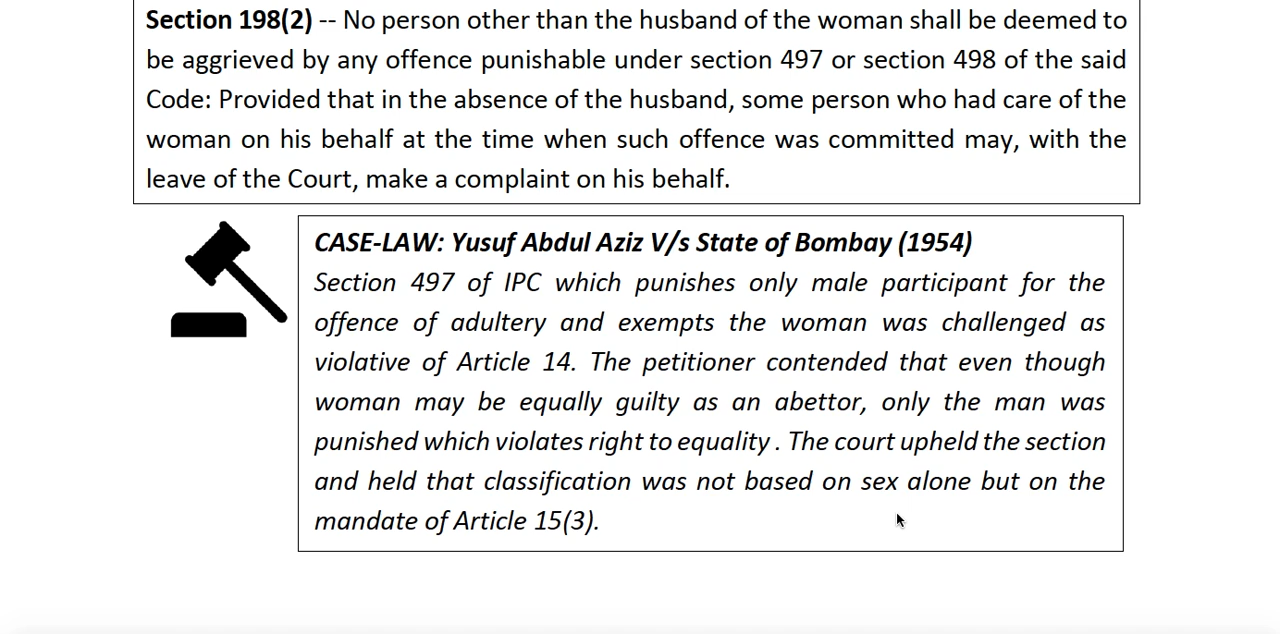 Section 198(2) -- No person other than the husband of the woman shall be deemed to
be aggrieved by any offence punishable under section 497 or section 498 of the said
Code: Provided that in the absence of the husband, some person who had care of the
woman on his behalf at the time when such offence was committed may, with the
leave of the Court, make a complaint on his behalf.
CASE-LAW: Yusuf Abdul Aziz V/s State of Bombay (1954)
Section 497 of IPC which punishes only male participant for the
offence of adultery and exempts the woman was challenged as
violative of Article 14. The petitioner contended that even though
woman may be equally guilty as an abettor, only the man was
punished which violates right to equality . The court upheld the section
and held that classification was not based on sex alone but on the
mandate of Article 15(3).